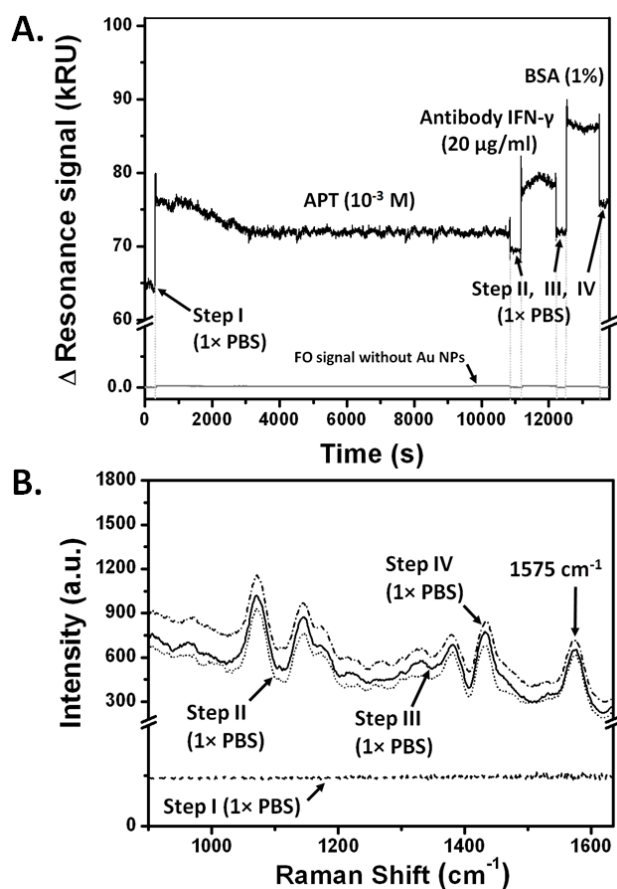 A.
Δ Resonance signal (kRU)
100
90
80
70
60
0.0
BSA (1%)
Antibody IFN-γ
(20 μg/ml)
APT (10⁻³ M)
Step I
(1× PBS)
Step II, III, IV
(1× PBS)
FO signal without Au NPs
0
2000
4000
6000
8000
10000
12000
Time (s)
B.
Intensity (a.u.)
1800
1500
1200
900
600
300
0
Step IV
(1× PBS)
1575 cm⁻¹
Step II
(1× PBS)
Step III
(1× PBS)
Step I (1× PBS)
1000
1200
1400
1600
Raman Shift (cm⁻¹)